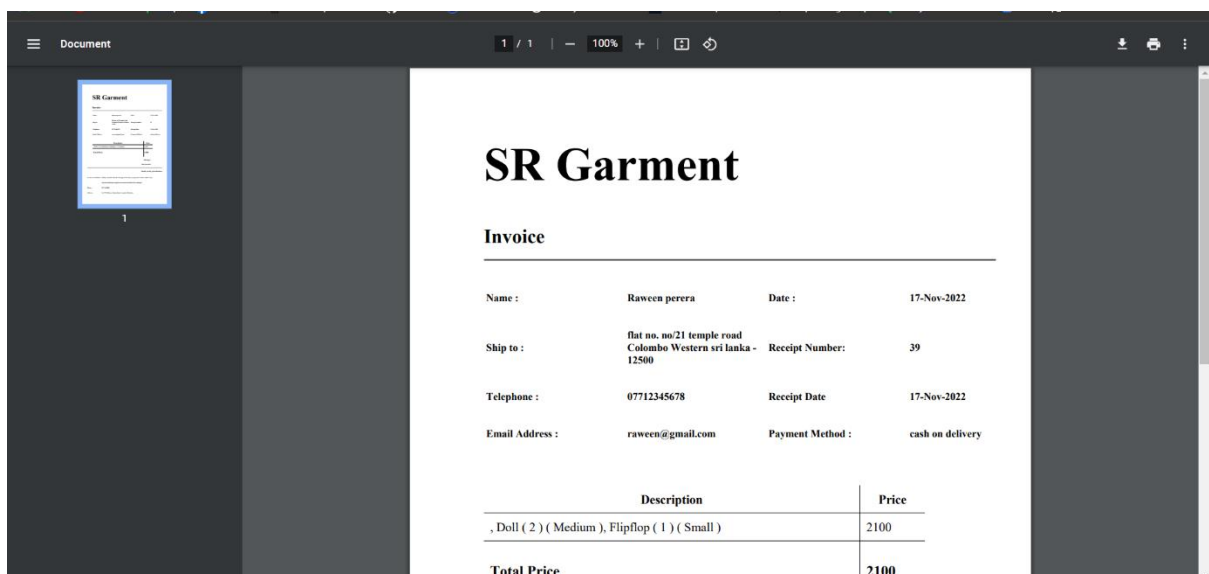 Document
1 / 1 | − 100% + |
1
SR Garment
Invoice
Name : Raween perera Date : 17-Nov-2022
flat no. no/21 temple road
Ship to : Colombo Western sri lanka - Receipt Number: 39
12500
Telephone : 07712345678 Receipt Date 17-Nov-2022
Email Address : raween@gmail.com Payment Method : cash on delivery
Description Price
, Doll ( 2 ) ( Medium ), Flipflop ( 1 ) ( Small ) 2100
Total Price 2100